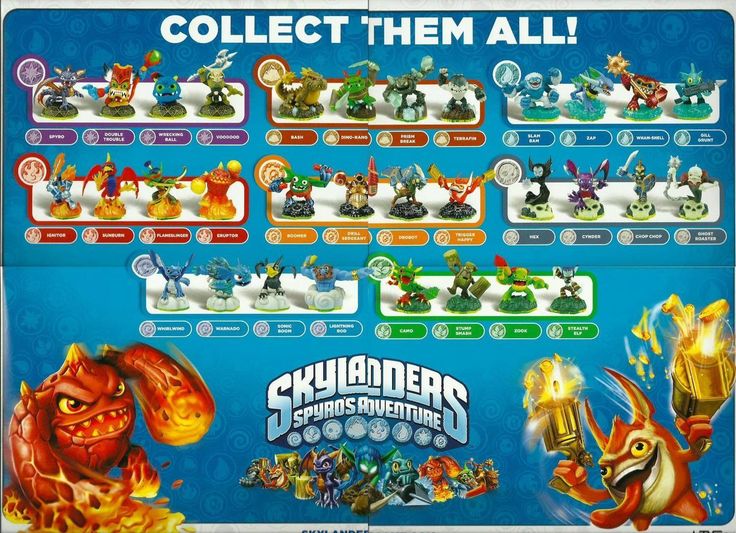 COLLECT THEM ALL!
SPYRO
DOUBLE TROUBLE
WRECKING BALL
VOODOOD
BASH
DINO-RANG
PRISM BREAK
TERRAFIN
SLAM BAM
ZAP
WHAM-SHELL
GILL GRUNT
IGNITOR
SUNBURN
FLAMESLINGER
ERUPTOR
BOOMER
DRILL SERGEANT
DROBOT
TRIGGER HAPPY
HEX
CYNDER
CHOP CHOP
GHOST ROASTER
WHIRLWIND
WARNADO
SONIC BOOM
LIGHTNING ROD
CAMO
STUMP SMASH
ZOOK
STEALTH ELF
SKYLANDERS
SPYRO'S ADVENTURE